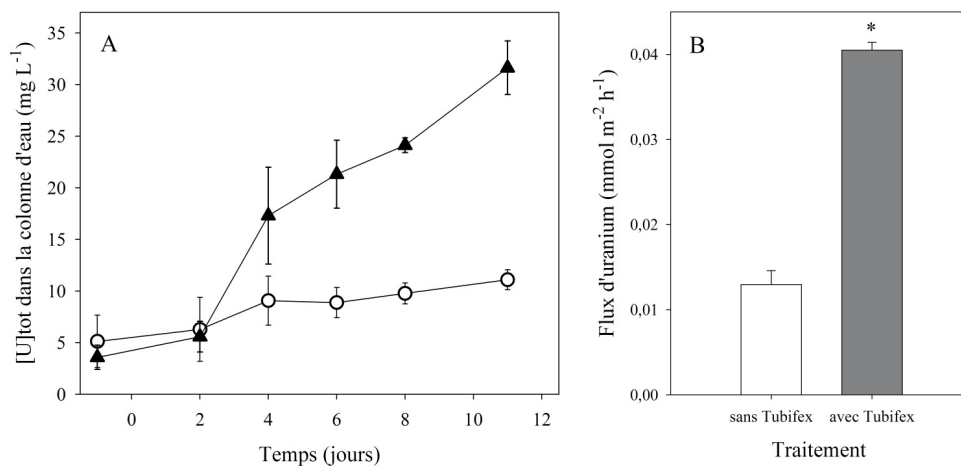 A
[U]tot dans la colonne d'eau (mg L-1)
35
30
25
20
15
10
5
0
0 2 4 6 8 10 12
Temps (jours)
B
*
Flux d'uranium (mmol m-2 h-1)
0,04
0,03
0,02
0,01
0,00
sans Tubifex avec Tubifex
Traitement